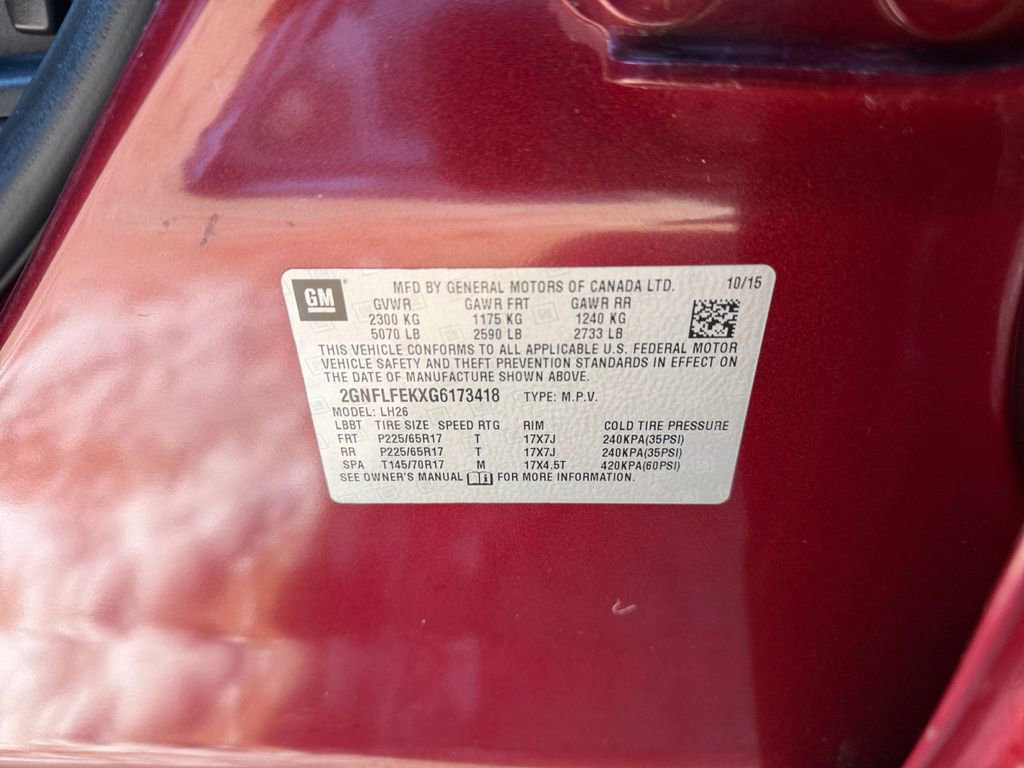 GM
MFD BY GENERAL MOTORS OF CANADA LTD. 10/15
GVWR GAWR FRT GAWR RR
2300 KG 1175 KG 1240 KG
5070 LB 2590 LB 2733 LB
THIS VEHICLE CONFORMS TO ALL APPLICABLE U.S. FEDERAL MOTOR
VEHICLE SAFETY AND THEFT PREVENTION STANDARDS IN EFFECT ON
THE DATE OF MANUFACTURE SHOWN ABOVE.
2GNFLFEKXG6173418 TYPE: M.P.V.
MODEL: LH26
LBBT TIRE SIZE SPEED RTG RIM COLD TIRE PRESSURE
FRT P225/65R17 T 17X7J 240KPA(35PSI)
RR P225/65R17 T 17X7J 240KPA(35PSI)
SPA T145/70R17 M 17X4.5T 420KPA(60PSI)
SEE OWNER'S MANUAL FOR MORE INFORMATION.